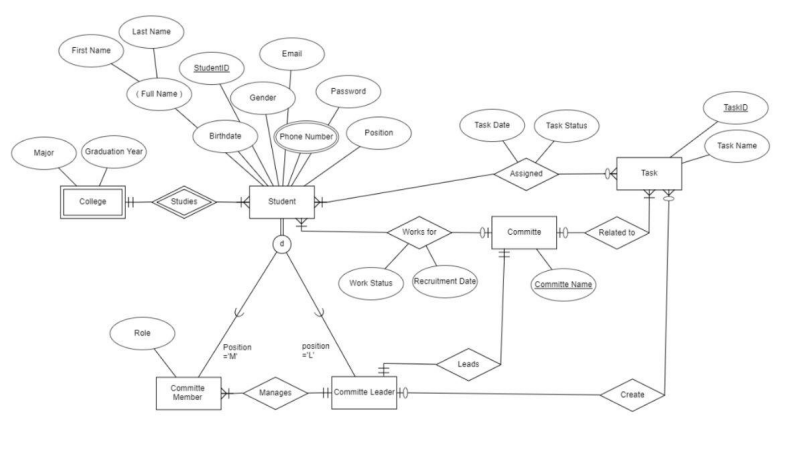 Last Name
First Name
Email
StudentID
( Full Name )
Gender
Password
TaskID
Task Date
Task Status
Birthdate
Phone Number
Position
Task Name
Major
Graduation Year
Assigned
Task
College
Studies
Student
Works for
Committe
Related to
d
Work Status
Recruitment Date
Committe Name
Role
Position
='M'
position
='L'
Leads
Committe
Member
Manages
Committe Leader
Create